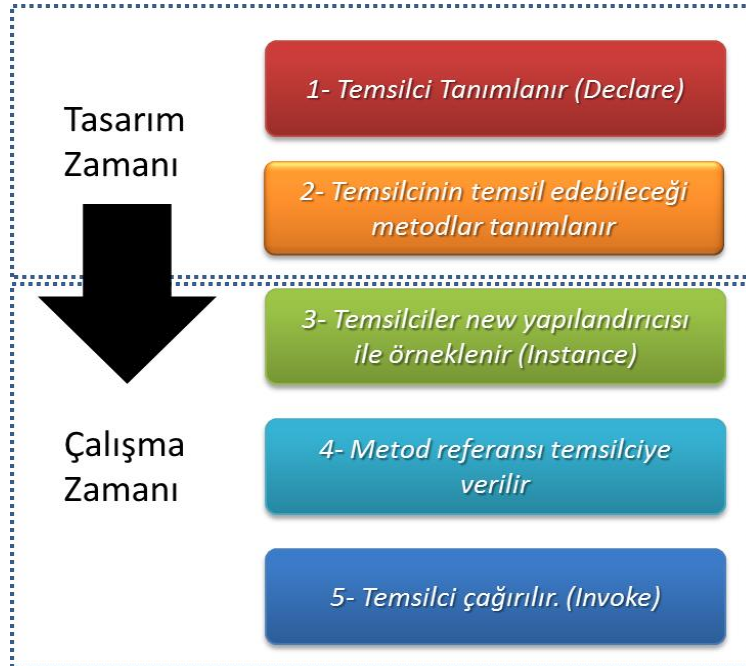 Tasarım
Zamanı
1- Temsilci Tanımlanır (Declare)
2- Temsilcinin temsil edebileceği
metodlar tanımlanır
Çalışma
Zamanı
3- Temsilciler new yapılandırıcısı
ile örneklenir (Instance)
4- Metod referansı temsilciye
verilir
5- Temsilci çağırılır. (Invoke)